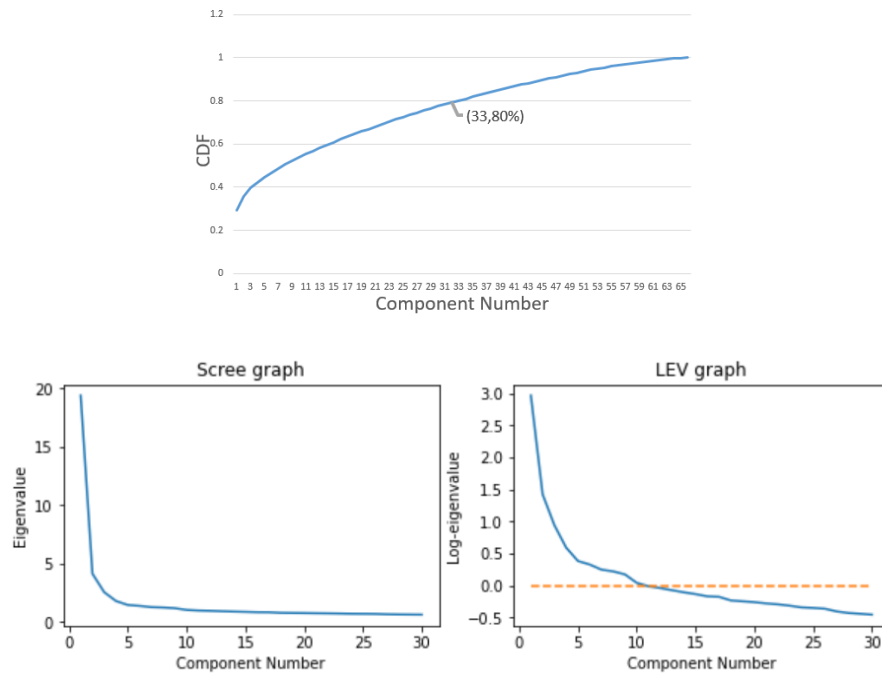 1.2
1
0.8
(33,80%)
0.6
CDF
0.4
0.2
0
1 3 5 7 9 11 13 15 17 19 21 23 25 27 29 31 33 35 37 39 41 43 45 47 49 51 53 55 57 59 61 63 65
Component Number
Scree graph
20
15
10
5
0
Eigenvalue
0 5 10 15 20 25 30
Component Number
LEV graph
3.0
2.5
2.0
1.5
1.0
0.5
0.0
−0.5
Log-eigenvalue
0 5 10 15 20 25 30
Component Number